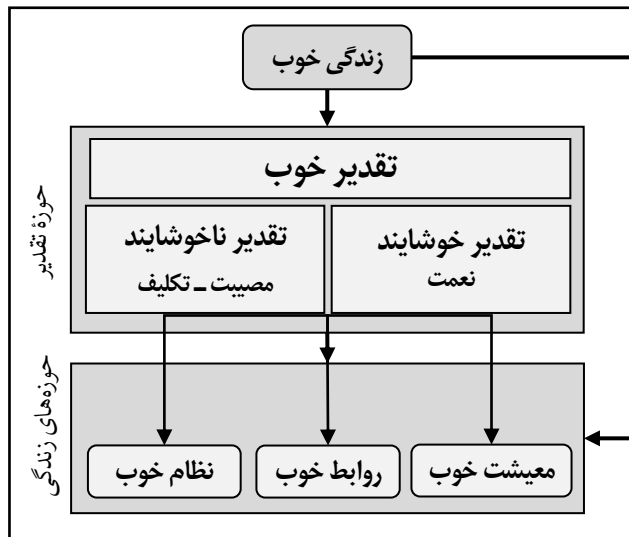 زندگی خوب
حوزهٔ تقدیر
تقدیر خوب
تقدیر خوشایند
نعمت
تقدیر ناخوشایند
مصیبت ـ تکلیف
حوزه‌های زندگی
معیشت خوب
روابط خوب
نظام خوب